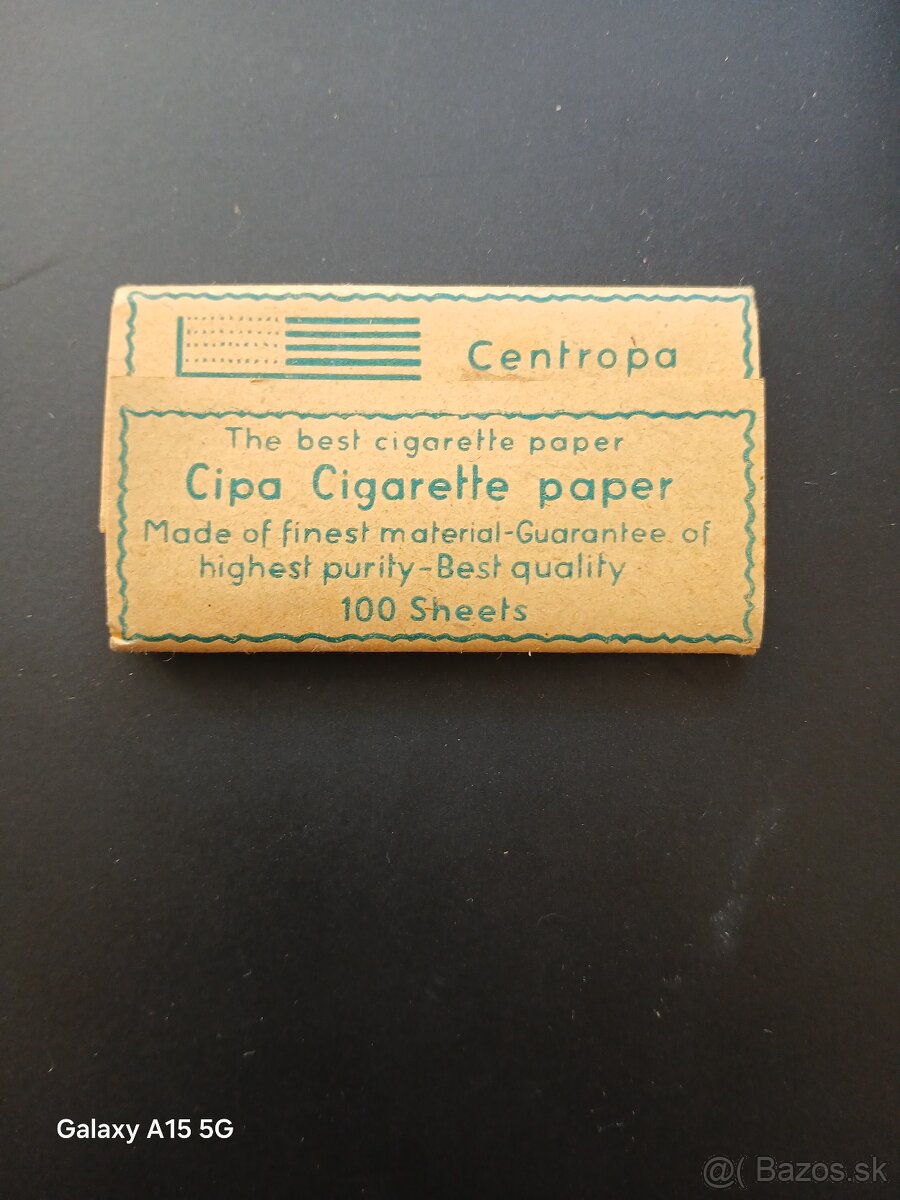 Centropa
The best cigarette paper
Cipa Cigarette paper
Made of finest material-Guarantee of
highest purity-Best quality
100 Sheets
Galaxy A15 5G
@( Bazos.sk